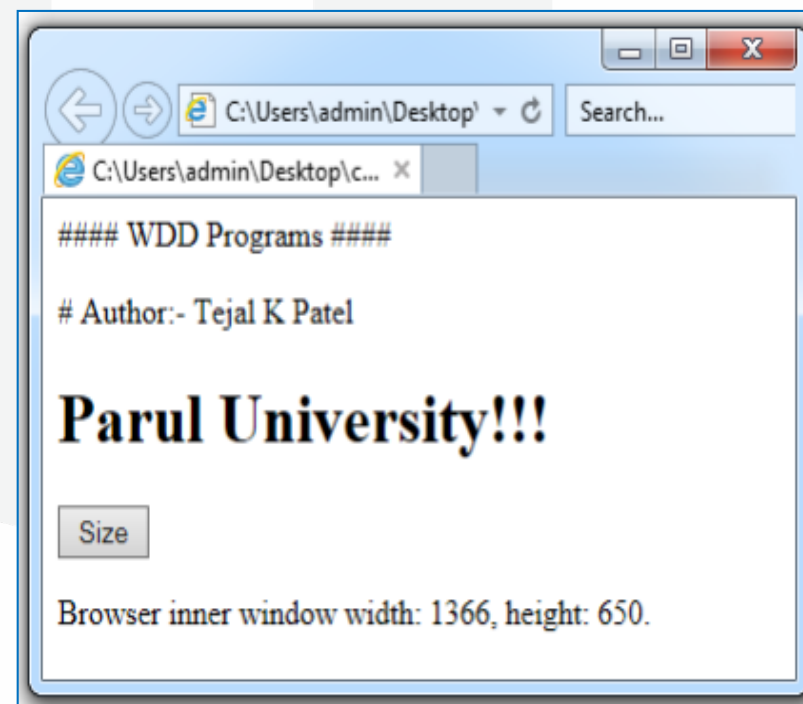 C:\Users\admin\Desktop\
Search...
C:\Users\admin\Desktop\c...
#### WDD Programs ####
# Author:- Tejal K Patel
Parul University!!!
Size
Browser inner window width: 1366, height: 650.